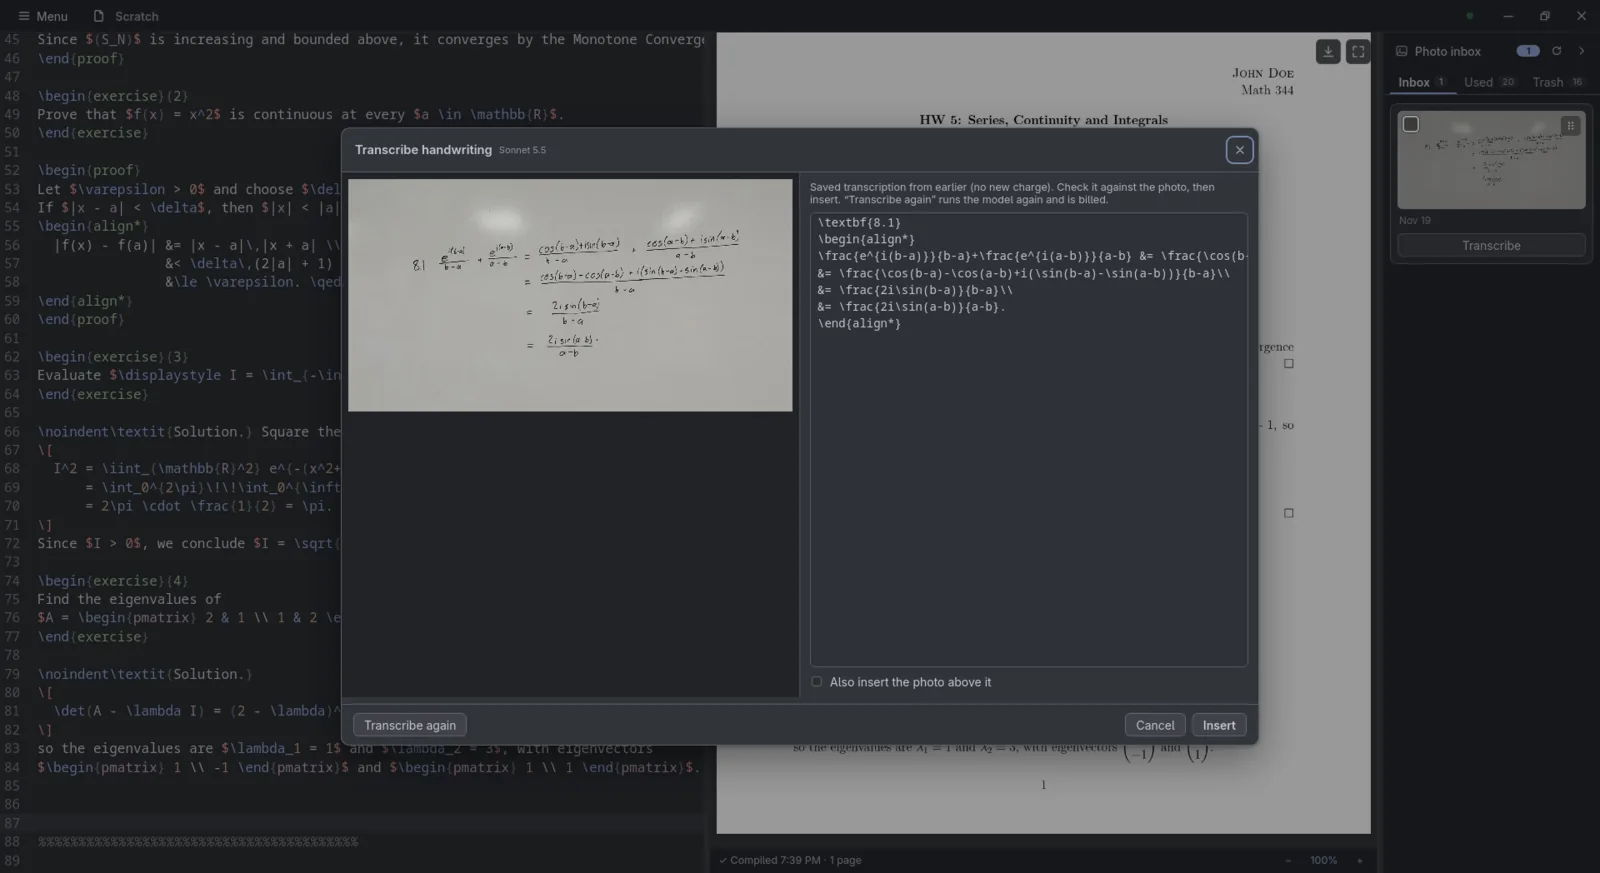 Menu
Scratch
45 Since $(S_N)$ is increasing and bounded above, it converges by the Monotone Converge
46 \end{proof}
47
48 \begin{exercise}{2}
49 Prove that $f(x) = x^2$ is continuous at every $a \in \mathbb{R}$.
50 \end{exercise}
51
52 \begin{proof}
53 Let $\varepsilon > 0$ and choose $\del
54 If $|x - a| < \delta$, then $|x| < |a|
55 \begin{align*}
56 |f(x) - f(a)| &= |x - a|\,|x + a| \\
57 &< \delta\,(2|a| + 1)
58 &\le \varepsilon. \qed
59 \end{align*}
60 \end{proof}
61
62 \begin{exercise}{3}
63 Evaluate $\displaystyle I = \int_{-\in
64 \end{exercise}
65
66 \noindent\textit{Solution.} Square the
67 \[
68 I^2 = \iint_{\mathbb{R}^2} e^{-(x^2+
69 = \int_0^{2\pi}\!\!\int_0^{\inft
70 = 2\pi \cdot \frac{1}{2} = \pi.
71 \]
72 Since $I > 0$, we conclude $I = \sqrt{
73
74 \begin{exercise}{4}
75 Find the eigenvalues of
76 $A = \begin{pmatrix} 2 & 1 \\ 1 & 2 \e
77 \end{exercise}
78
79 \noindent\textit{Solution.}
80 \[
81 \det(A - \lambda I) = (2 - \lambda)^
82 \]
83 so the eigenvalues are $\lambda_1 = 1$ and $\lambda_2 = 3$, with eigenvectors
84 $\begin{pmatrix} 1 \\ -1 \end{pmatrix}$ and $\begin{pmatrix} 1 \\ 1 \end{pmatrix}$.
85
86
87
88 %%%%%%%%%%%%%%%%%%%%%%%%%%%%%%%%%%%%%%%%
89
Transcribe handwriting Sonnet 5.5
8.1 e^{i(b-a)}/(b-a) + e^{i(a-b)}/(a-b) = (cos(b-a)+isin(b-a))/(b-a) + (cos(a-b)+isin(a-b))/(a-b)
= (cos(b-a)-cos(a-b)+i(sin(b-a)-sin(a-b)))/(b-a)
= 2isin(b-a)/(b-a)
= 2isin(a-b)/(a-b).
Saved transcription from earlier (no new charge). Check it against the photo, then
insert. “Transcribe again” runs the model again and is billed.
\textbf{8.1}
\begin{align*}
\frac{e^{i(b-a)}}{b-a}+\frac{e^{i(a-b)}}{a-b} &= \frac{\cos(b-
&= \frac{\cos(b-a)-\cos(a-b)+i(\sin(b-a)-\sin(a-b))}{b-a}\\
&= \frac{2i\sin(b-a)}{b-a}\\
&= \frac{2i\sin(a-b)}{a-b}.
\end{align*}
Also insert the photo above it
Transcribe again
Cancel
Insert
John Doe
Math 344
HW 5: Series, Continuity and Integrals
rgence
□
- 1, so
□
so the eigenvalues are λ₁ = 1 and λ₂ = 3, with eigenvectors (−1) and (1).
1
✓ Compiled 7:39 PM · 1 page
− 100% +
Photo inbox 1
Inbox 1 Used 20 Trash 16
Nov 19
Transcribe